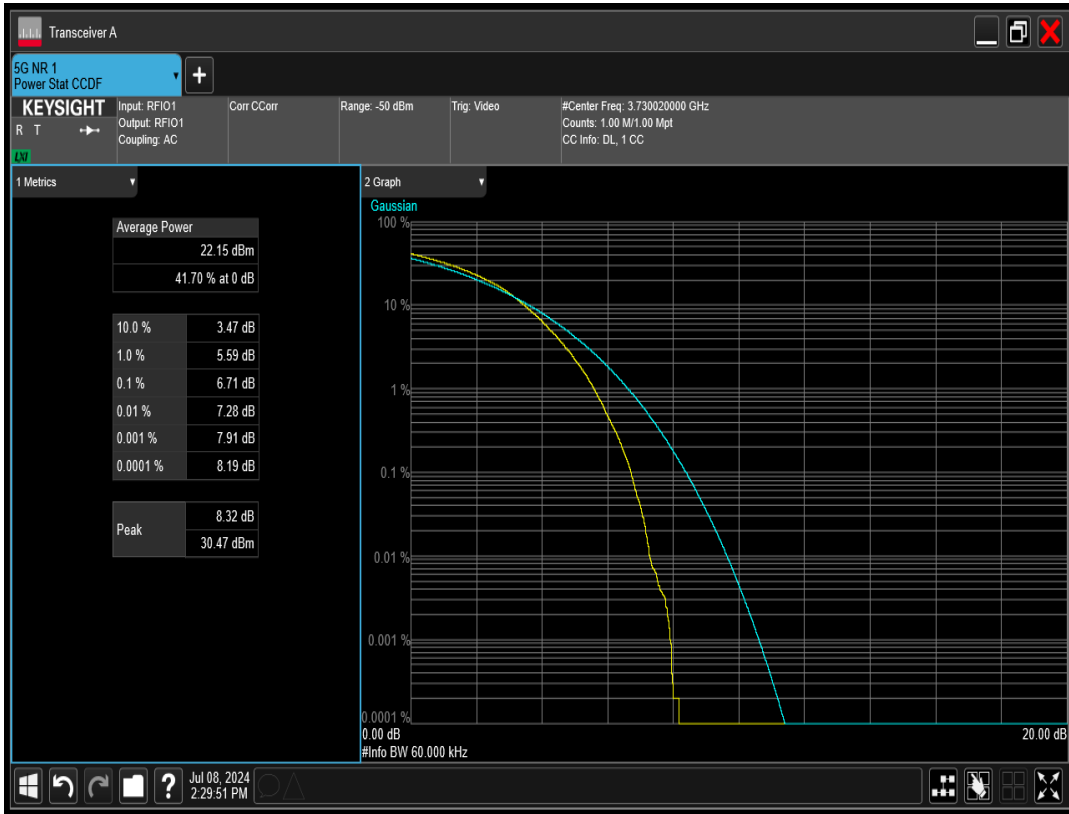 Transceiver A
5G NR 1
Power Stat CCDF
+
KEYSIGHT
R T
LXI
Input: RFIO1
Output: RFIO1
Coupling: AC
Corr CCorr
Range: -50 dBm
Trig: Video
#Center Freq: 3.730020000 GHz
Counts: 1.00 M/1.00 Mpt
CC Info: DL, 1 CC
1 Metrics
Average Power
22.15 dBm
41.70 % at 0 dB
10.0 % 3.47 dB
1.0 % 5.59 dB
0.1 % 6.71 dB
0.01 % 7.28 dB
0.001 % 7.91 dB
0.0001 % 8.19 dB
Peak 8.32 dB
30.47 dBm
2 Graph
Gaussian
100 %
10 %
1 %
0.1 %
0.01 %
0.001 %
0.0001 %
0.00 dB 20.00 dB
#Info BW 60.000 kHz
?
Jul 08, 2024
2:29:51 PM